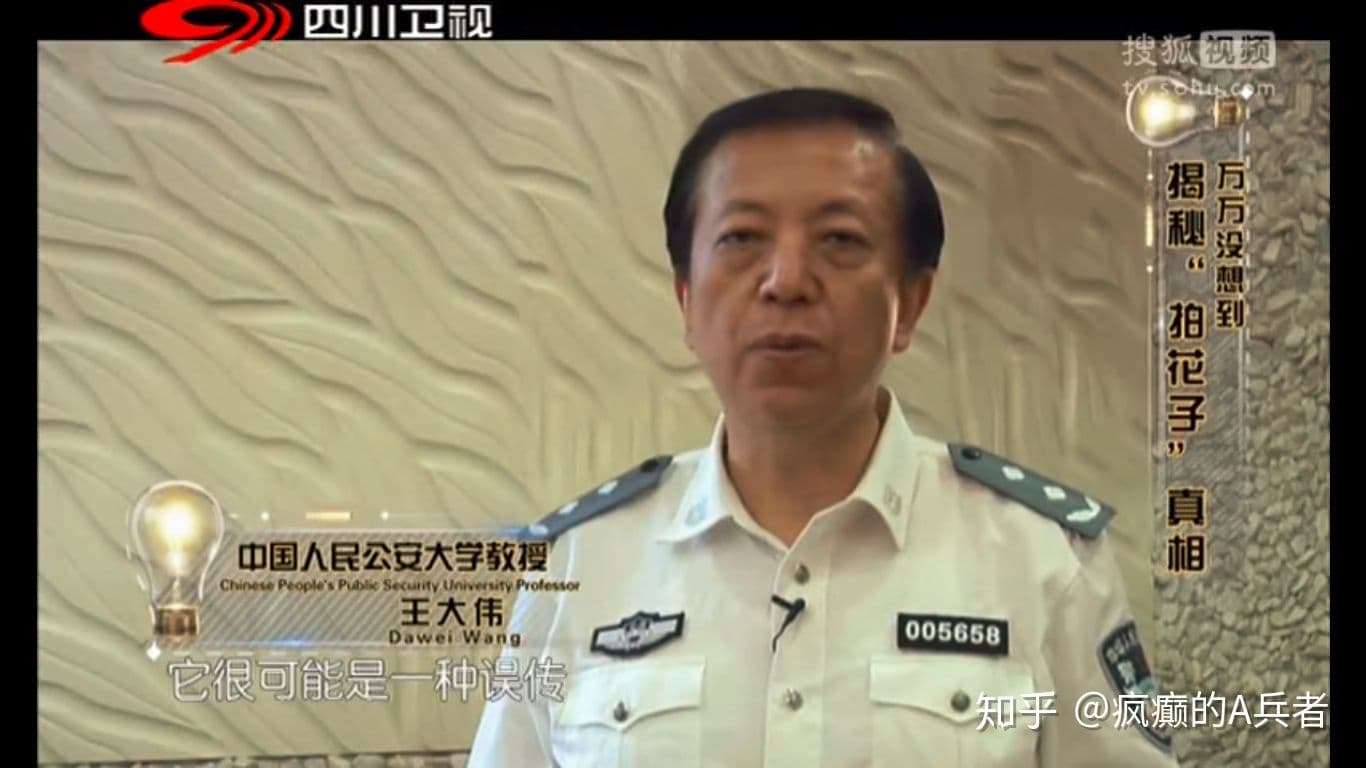 四川卫视
搜狐视频
tv.sohu.com
万万没想到
揭秘“拍花子”真相
中国人民公安大学教授
Chinese People's Public Security University Professor
王大伟
Dawei Wang
005658
它很可能是一种误传
知乎 @疯癫的A兵者